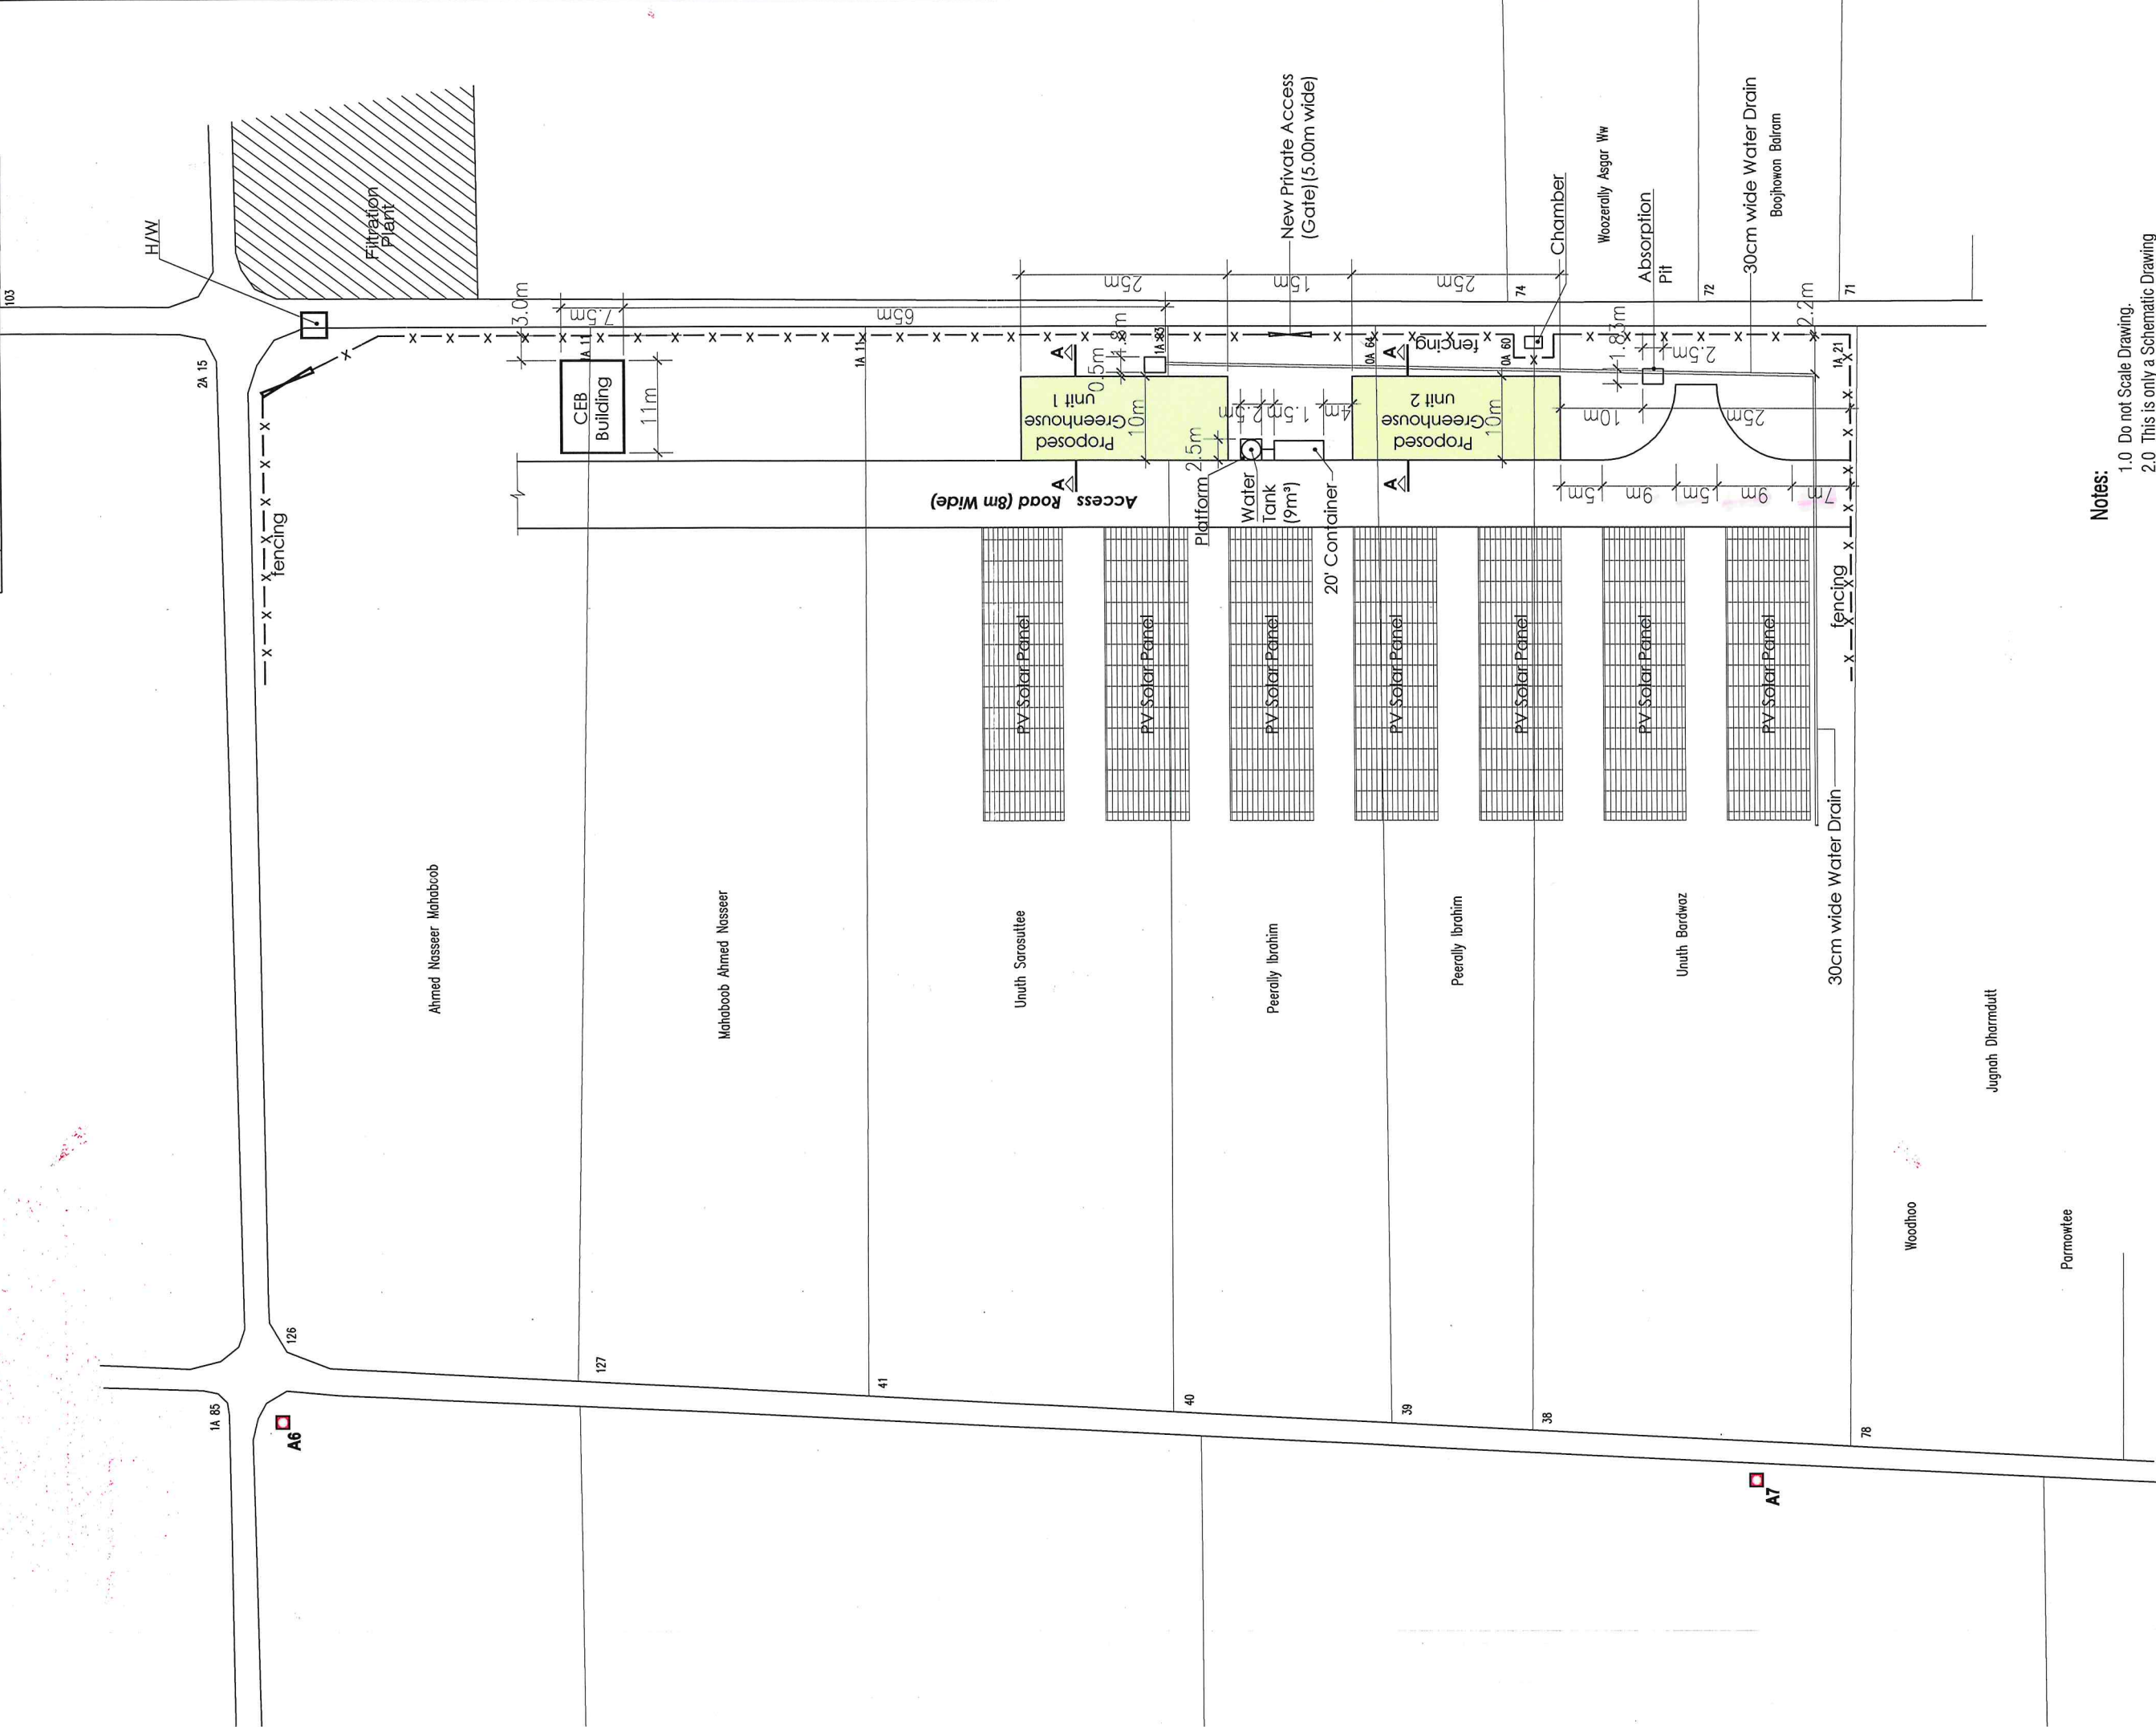 103
H/W
2A 15
Filtration
Plant
fencing
3.0m
7.5m
65m
CEB
Building
11m
1A 11
1A 11
25m
15m
25m
New Private Access
(Gate)(5.00m wide)
Chamber
74
Woozerally Asgar Ww
Absorption
Pit
72
30cm wide Water Drain
Boojhowon Balram
71
1.8m
0.5m
A
A
Proposed
Greenhouse
unit 1
10m
Access Road (8m Wide)
Platform
2.5m
Water
Tank
(9m³)
2.5m
1.5m
4m
20' Container
0A 64
A
A
fencing
0A 60
Proposed
Greenhouse
unit 2
10m
1.83m
2.5m
2.2m
1A 21
10m
25m
5m
9m
5m
9m
7m
fencing
PV Solar Panel
PV Solar Panel
PV Solar Panel
PV Solar Panel
PV Solar Panel
PV Solar Panel
PV Solar Panel
30cm wide Water Drain
Ahmed Nasseer Mahaboob
Mahaboob Ahmed Nasseer
Unuth Sarosuttee
Peerally Ibrahim
Peerally Ibrahim
Unuth Bardwaz
Jugnah Dharmdutt
Woodhoo
Parmowtee
126
127
41
40
39
38
78
1A 85
A6
A7
Notes:
1.0 Do not Scale Drawing.
2.0 This is only a Schematic Drawing